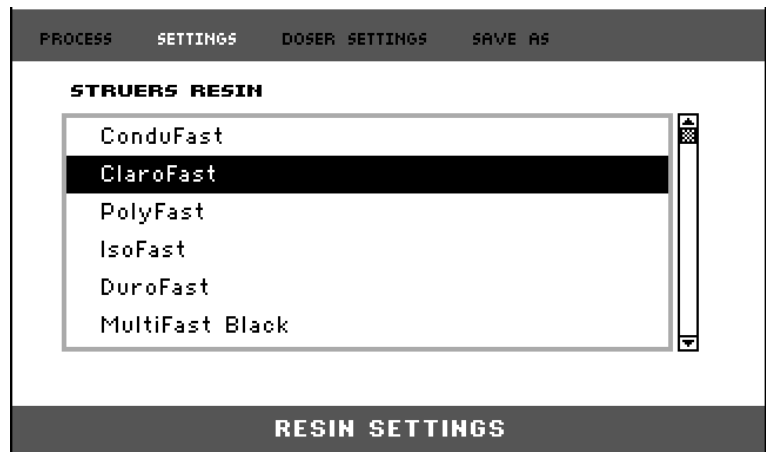 PROCESS SETTINGS DOSER SETTINGS SAVE AS
STRUERS RESIN
ConduFast
ClaroFast
PolyFast
IsoFast
DuroFast
MultiFast Black
RESIN SETTINGS